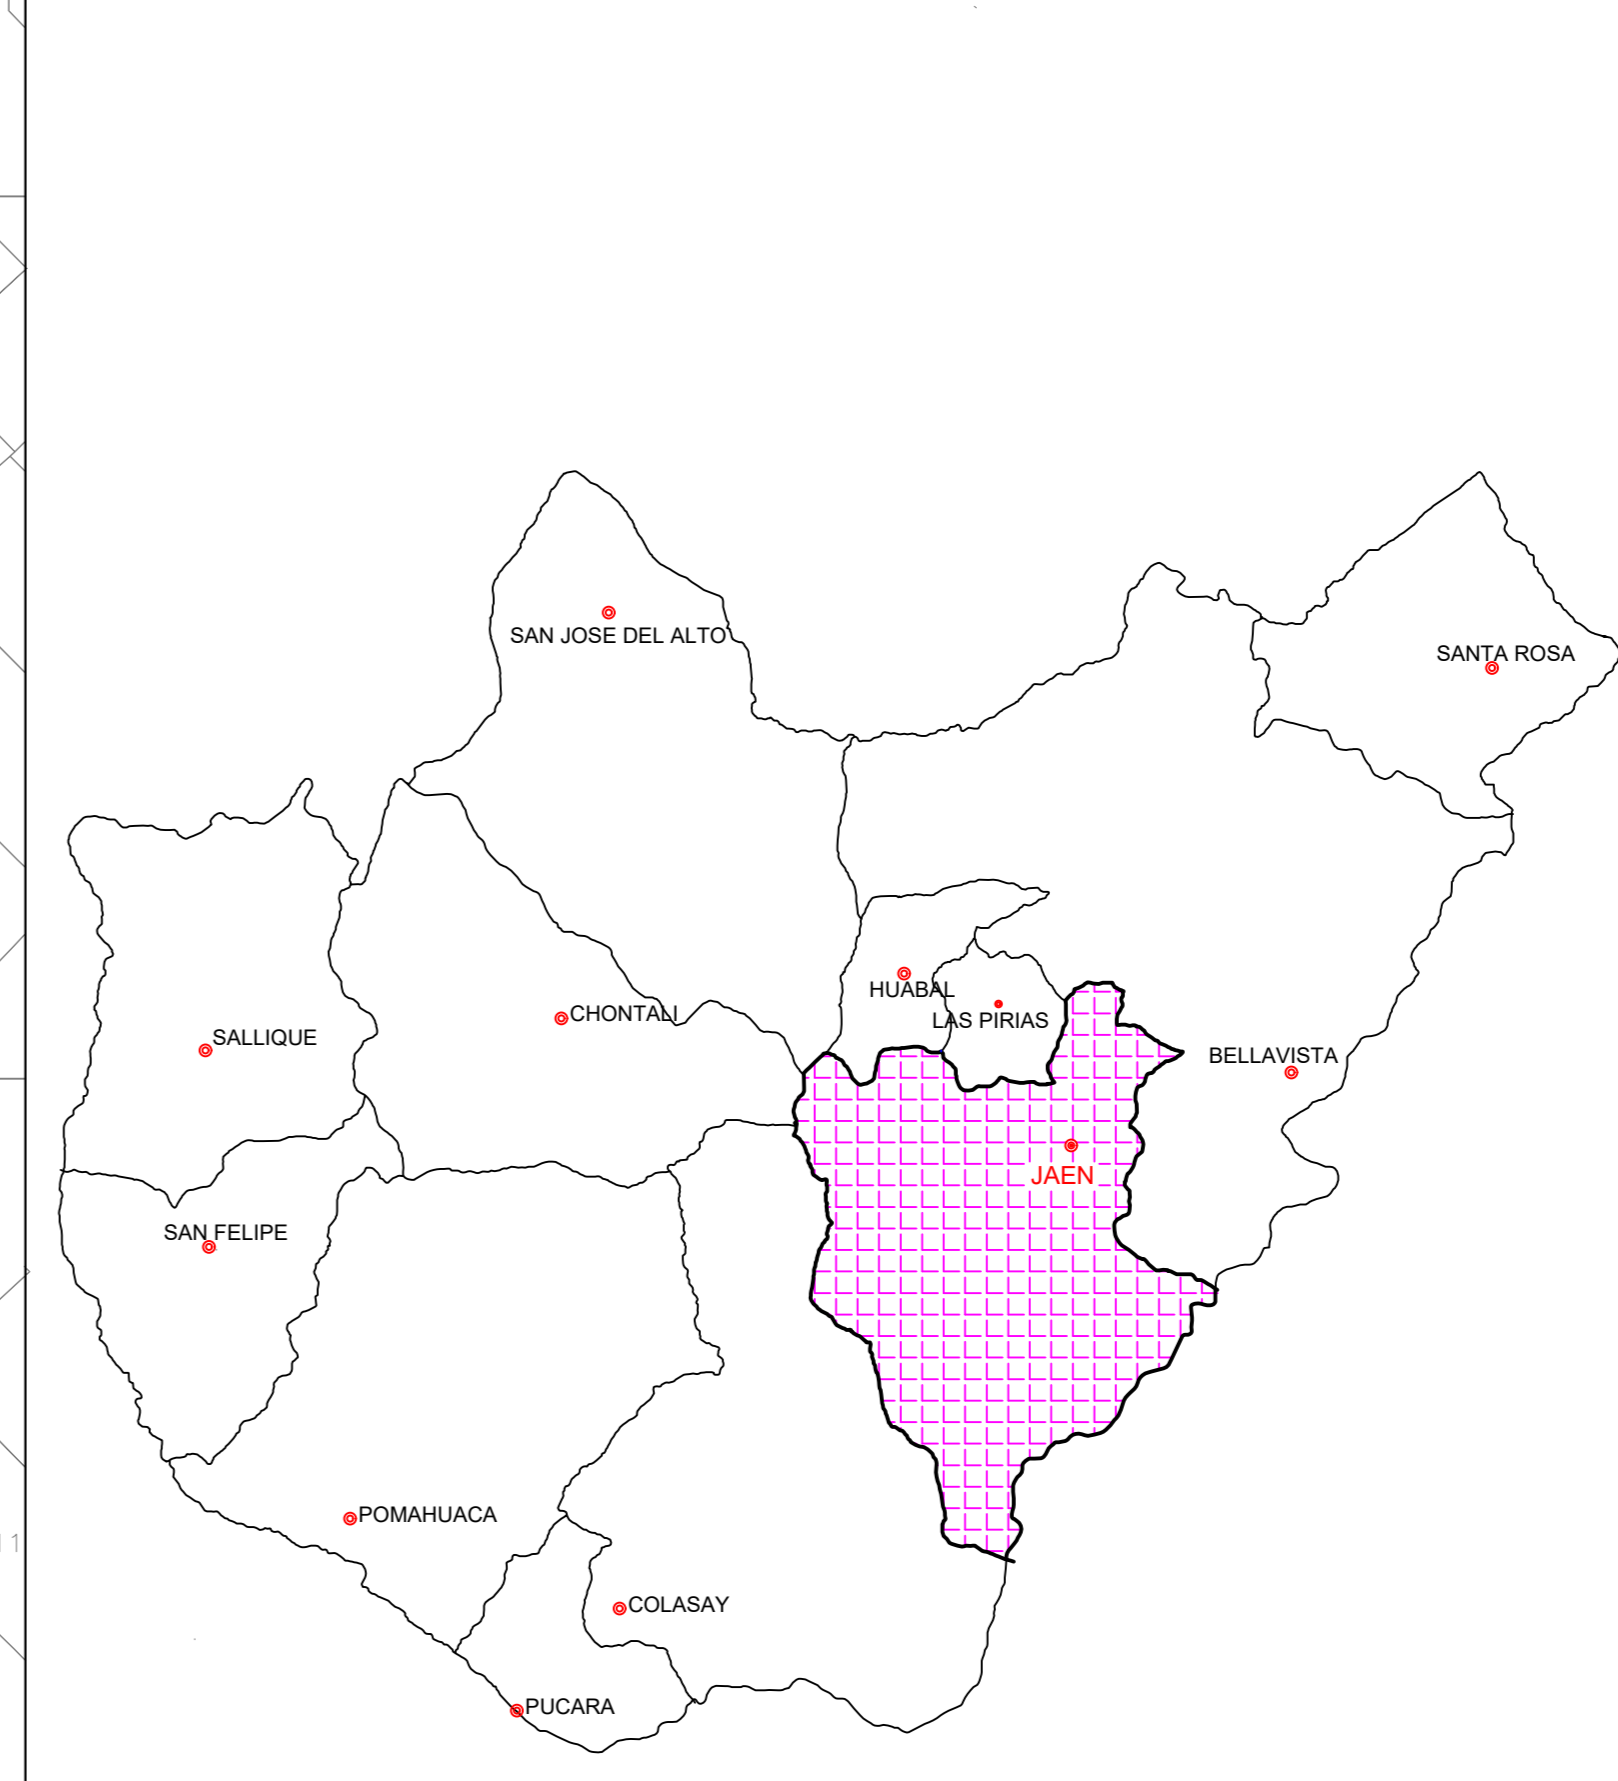 SAN JOSE DEL ALTO
SANTA ROSA
HUABAL
CHONTALI
LAS PIRIAS
SALLIQUE
BELLAVISTA
JAEN
SAN FELIPE
POMAHUACA
COLASAY
PUCARA